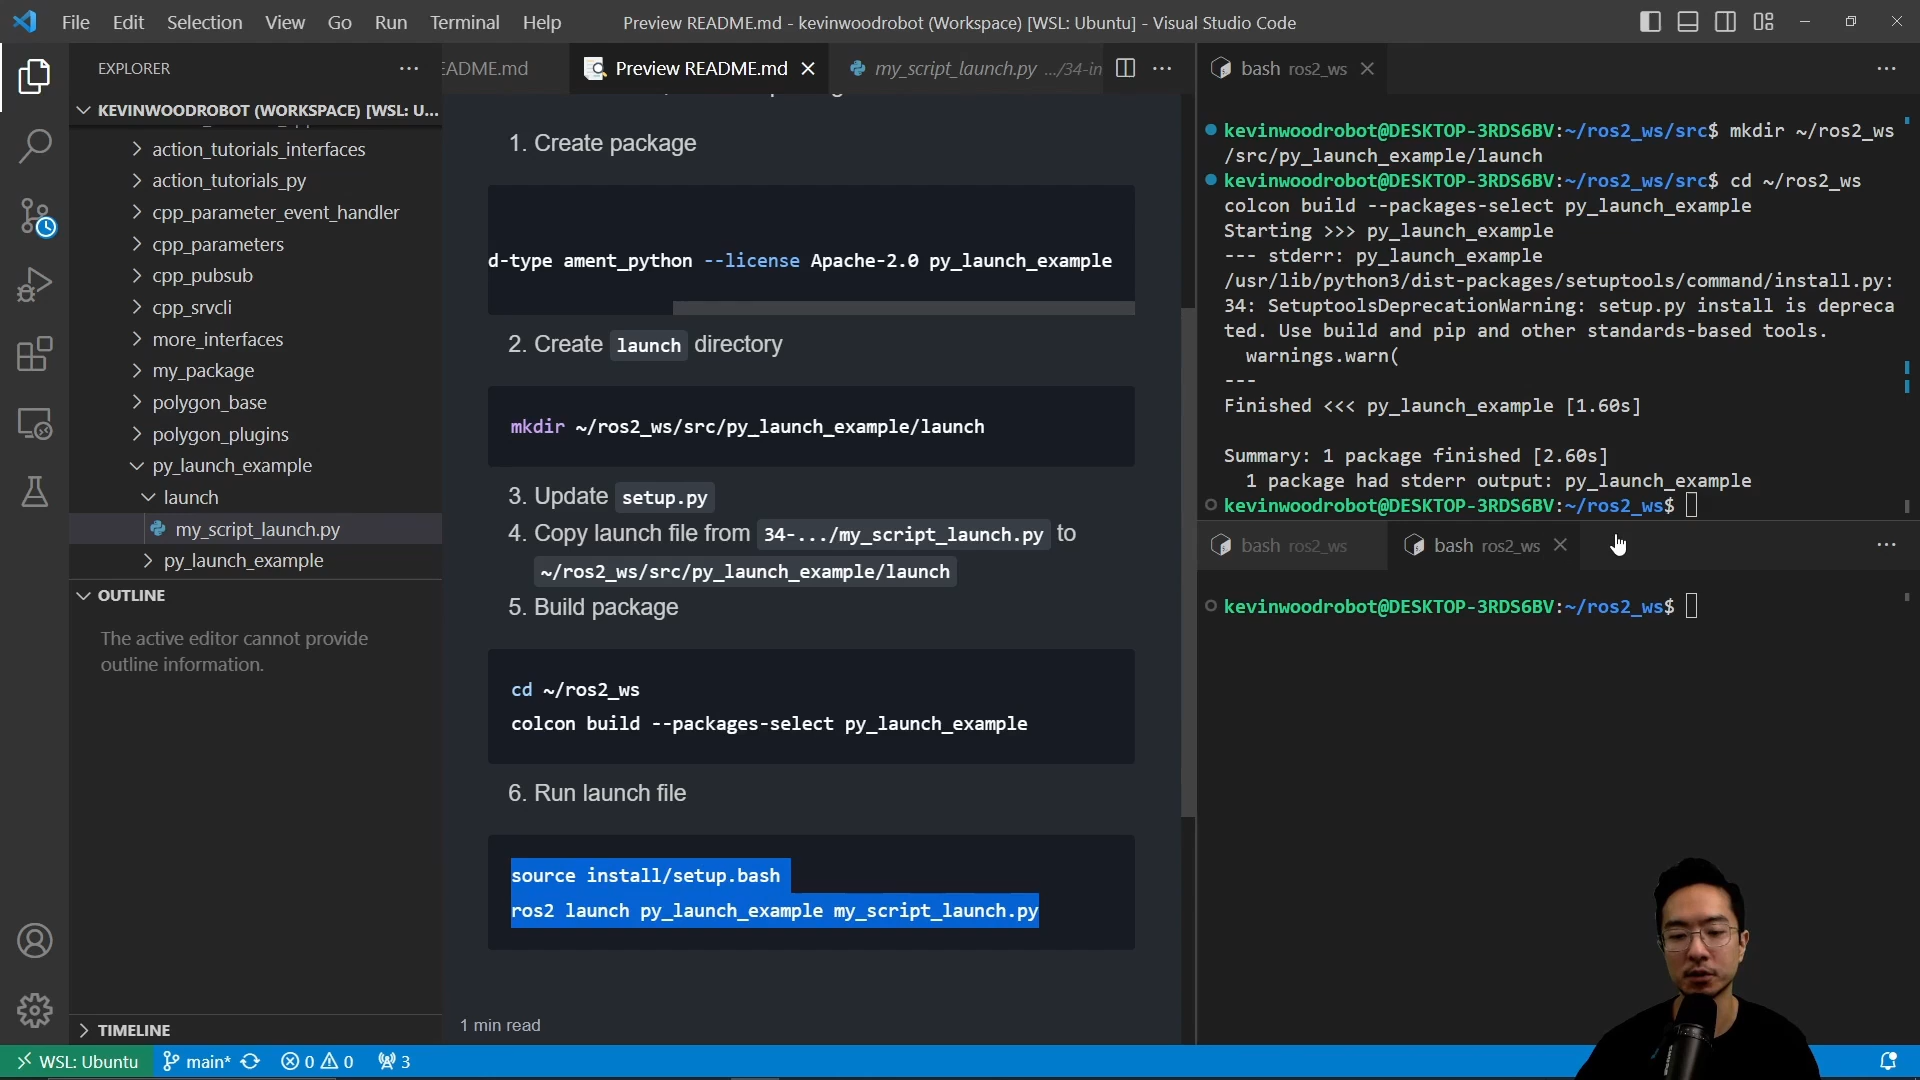 File Edit Selection View Go Run Terminal Help
Preview README.md - kevinwoodrobot (Workspace) [WSL: Ubuntu] - Visual Studio Code
EXPLORER
KEVINWOODROBOT (WORKSPACE) [WSL: U...
action_tutorials_interfaces
action_tutorials_py
cpp_parameter_event_handler
cpp_parameters
cpp_pubsub
cpp_srvcli
more_interfaces
my_package
polygon_base
polygon_plugins
py_launch_example
launch
my_script_launch.py
py_launch_example
OUTLINE
The active editor cannot provide
outline information.
TIMELINE
EADME.md
Preview README.md
my_script_launch.py .../34-in
1. Create package
d-type ament_python --license Apache-2.0 py_launch_example
2. Create launch directory
mkdir ~/ros2_ws/src/py_launch_example/launch
3. Update setup.py
4. Copy launch file from 34-.../my_script_launch.py to
~/ros2_ws/src/py_launch_example/launch
5. Build package
cd ~/ros2_ws
colcon build --packages-select py_launch_example
6. Run launch file
source install/setup.bash
ros2 launch py_launch_example my_script_launch.py
1 min read
bash ros2_ws
kevinwoodrobot@DESKTOP-3RDS6BV:~/ros2_ws/src$ mkdir ~/ros2_ws
/src/py_launch_example/launch
kevinwoodrobot@DESKTOP-3RDS6BV:~/ros2_ws/src$ cd ~/ros2_ws
colcon build --packages-select py_launch_example
Starting >>> py_launch_example
--- stderr: py_launch_example
/usr/lib/python3/dist-packages/setuptools/command/install.py:
34: SetuptoolsDeprecationWarning: setup.py install is depreca
ted. Use build and pip and other standards-based tools.
warnings.warn(
---
Finished <<< py_launch_example [1.60s]
Summary: 1 package finished [2.60s]
1 package had stderr output: py_launch_example
kevinwoodrobot@DESKTOP-3RDS6BV:~/ros2_ws$
bash ros2_ws
bash ros2_ws
kevinwoodrobot@DESKTOP-3RDS6BV:~/ros2_ws$
WSL: Ubuntu main* 0 0 3